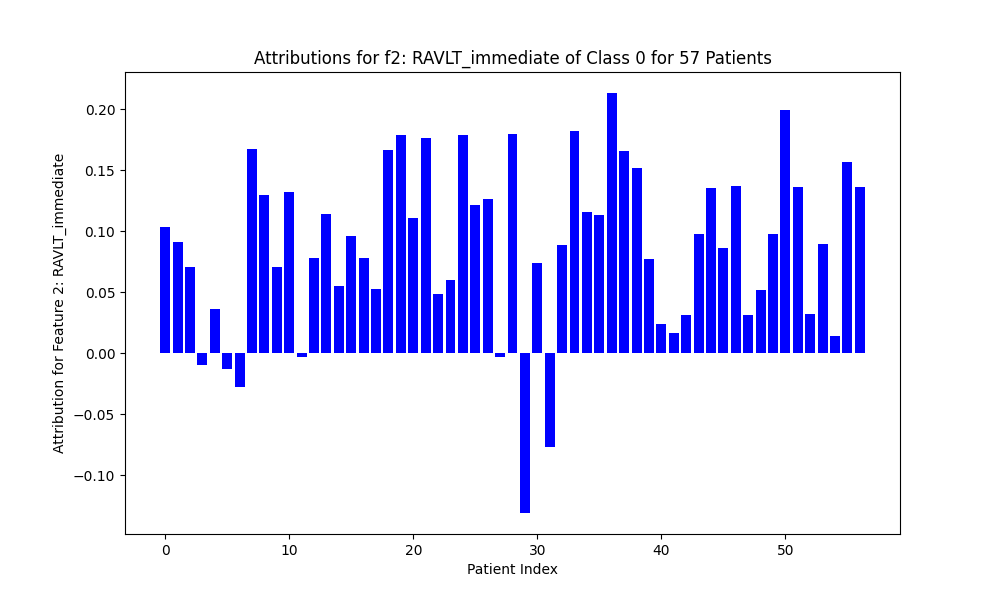 Attributions for f2: RAVLT_immediate of Class 0 for 57 Patients
Attribution for Feature 2: RAVLT_immediate
0.20
0.15
0.10
0.05
0.00
−0.05
−0.10
0 10 20 30 40 50
Patient Index